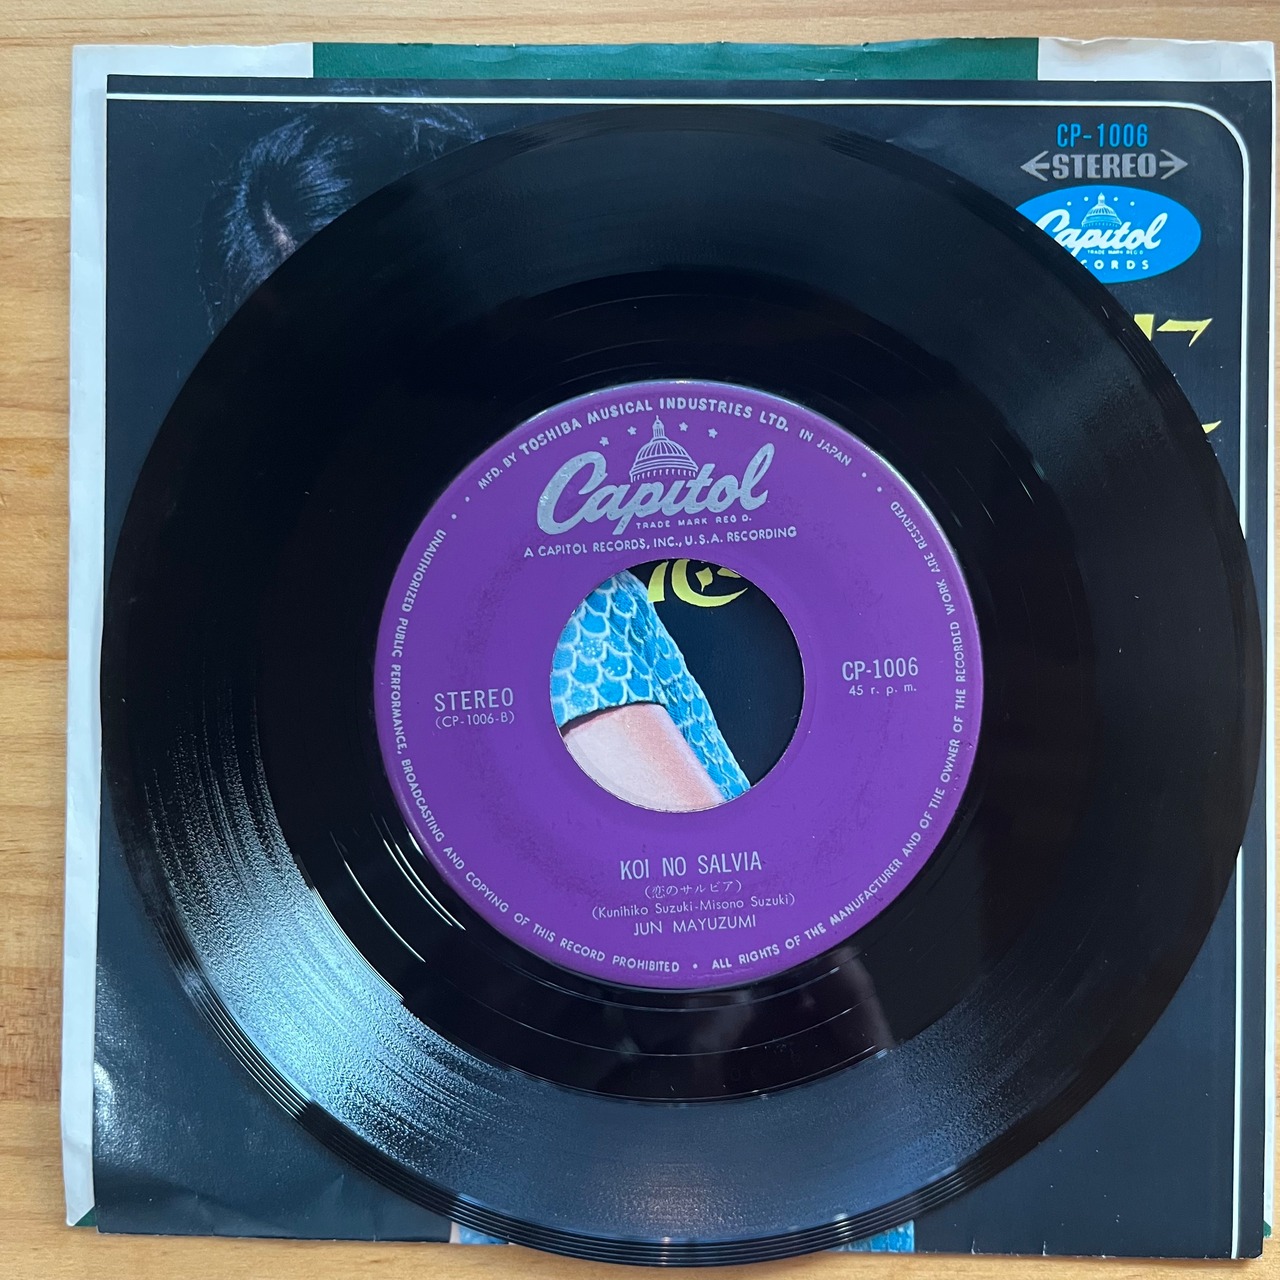 CP-1006
STEREO
Capitol
TRADE MARK REG D.
MFD. BY TOSHIBA MUSICAL INDUSTRIES LTD. IN JAPAN
Capitol
TRADE MARK REG D.
A CAPITOL RECORDS, INC., U.S.A. RECORDING
CP-1006
45 r. p. m.
STEREO
(CP-1006-B)
KOI NO SALVIA
(恋のサルビア)
(Kunihiko Suzuki-Misono Suzuki)
JUN MAYUZUMI
UNAUTHORIZED PUBLIC PERFORMANCE, BROADCASTING AND COPYING OF THIS RECORD PROHIBITED • ALL RIGHTS OF THE MANUFACTURER AND OF THE OWNER OF THE RECORDED WORK ARE RESERVED